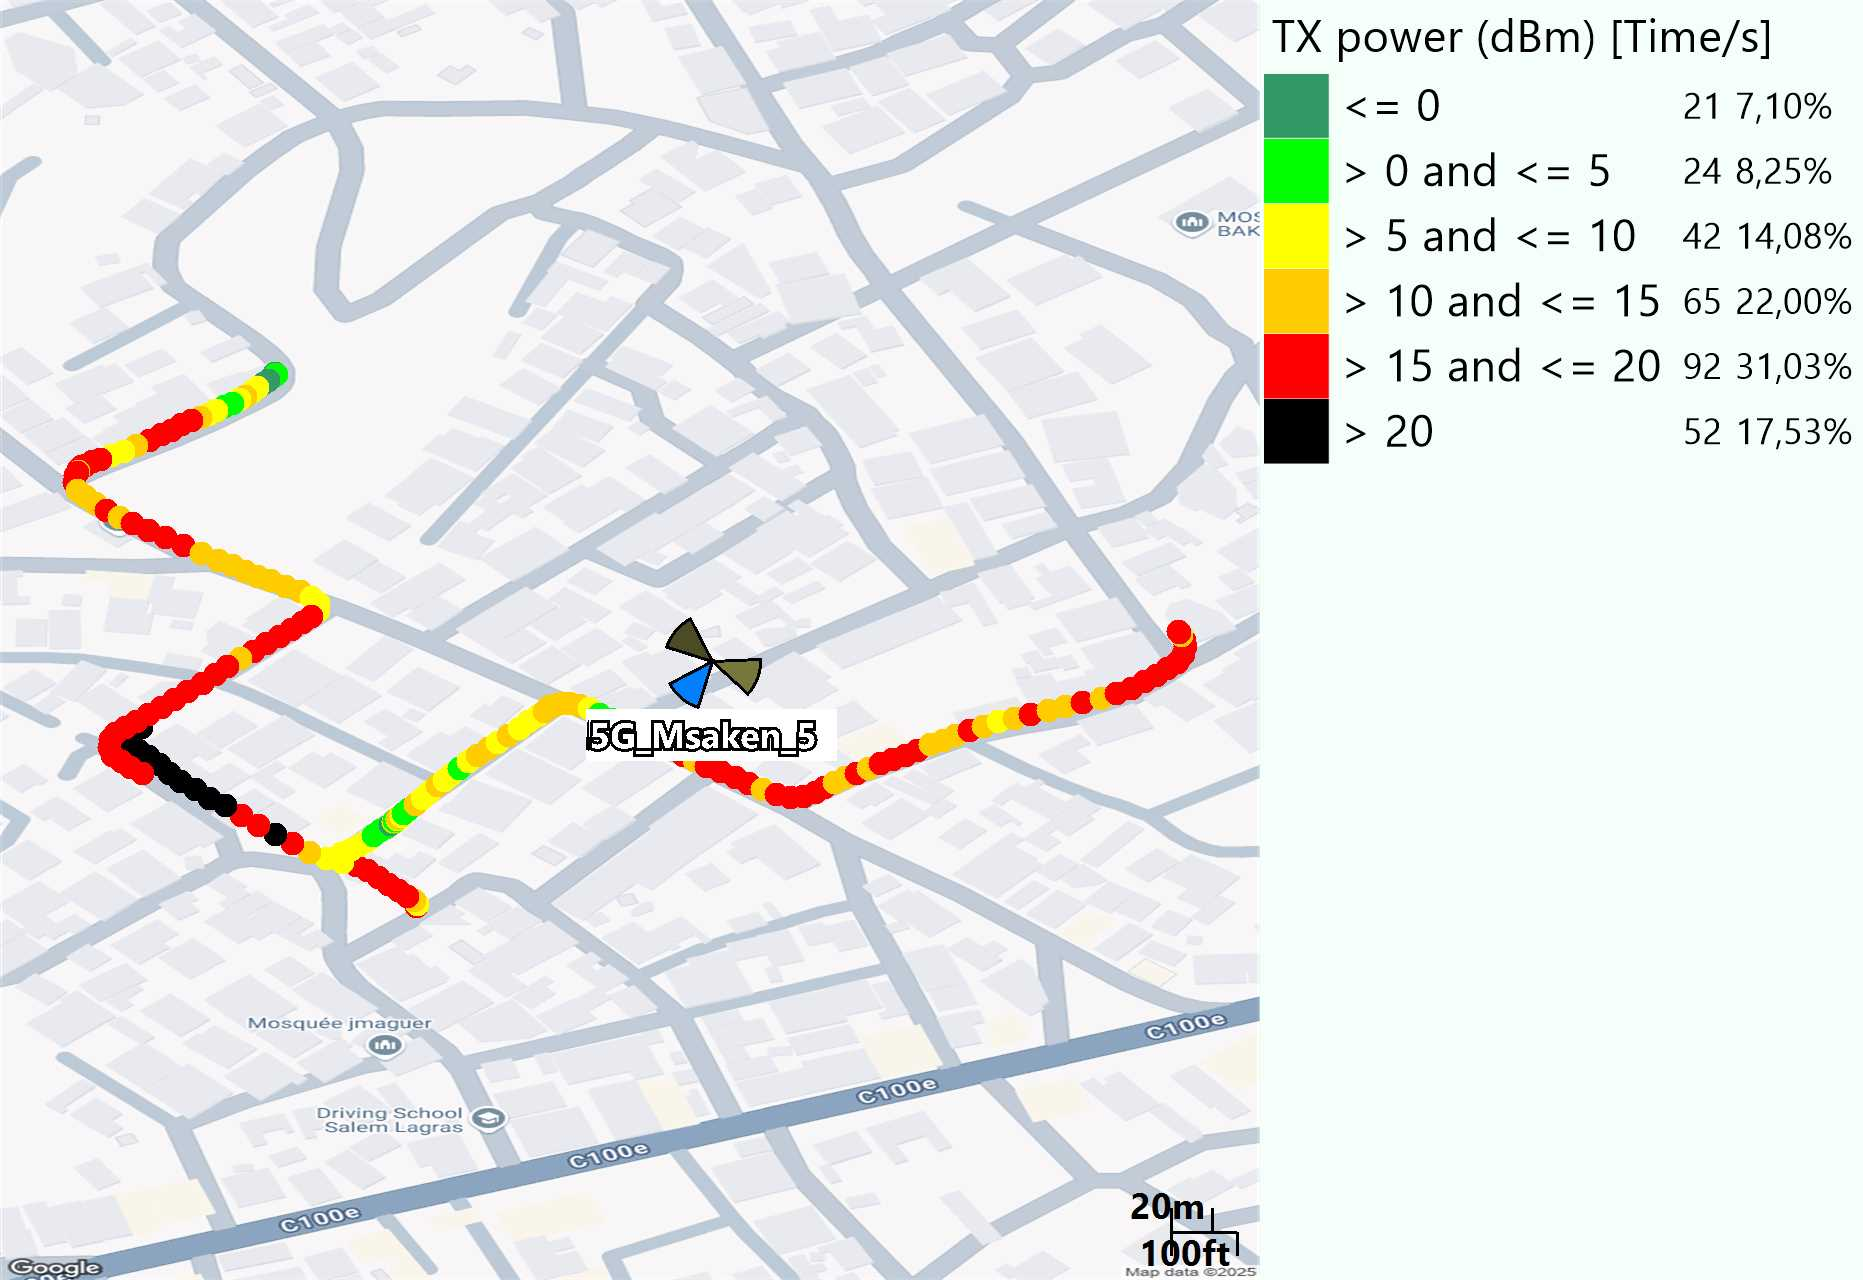 TX power (dBm) [Time/s]
<= 0 21 7,10%
> 0 and <= 5 24 8,25%
> 5 and <= 10 42 14,08%
> 10 and <= 15 65 22,00%
> 15 and <= 20 92 31,03%
> 20 52 17,53%
MOS
BAK
5G_Msaken_5
Mosquée jmaguer
Driving School
Salem Lagras
C100e
C100e
C100e
C100e
20m
100ft
Google
Map data ©2025